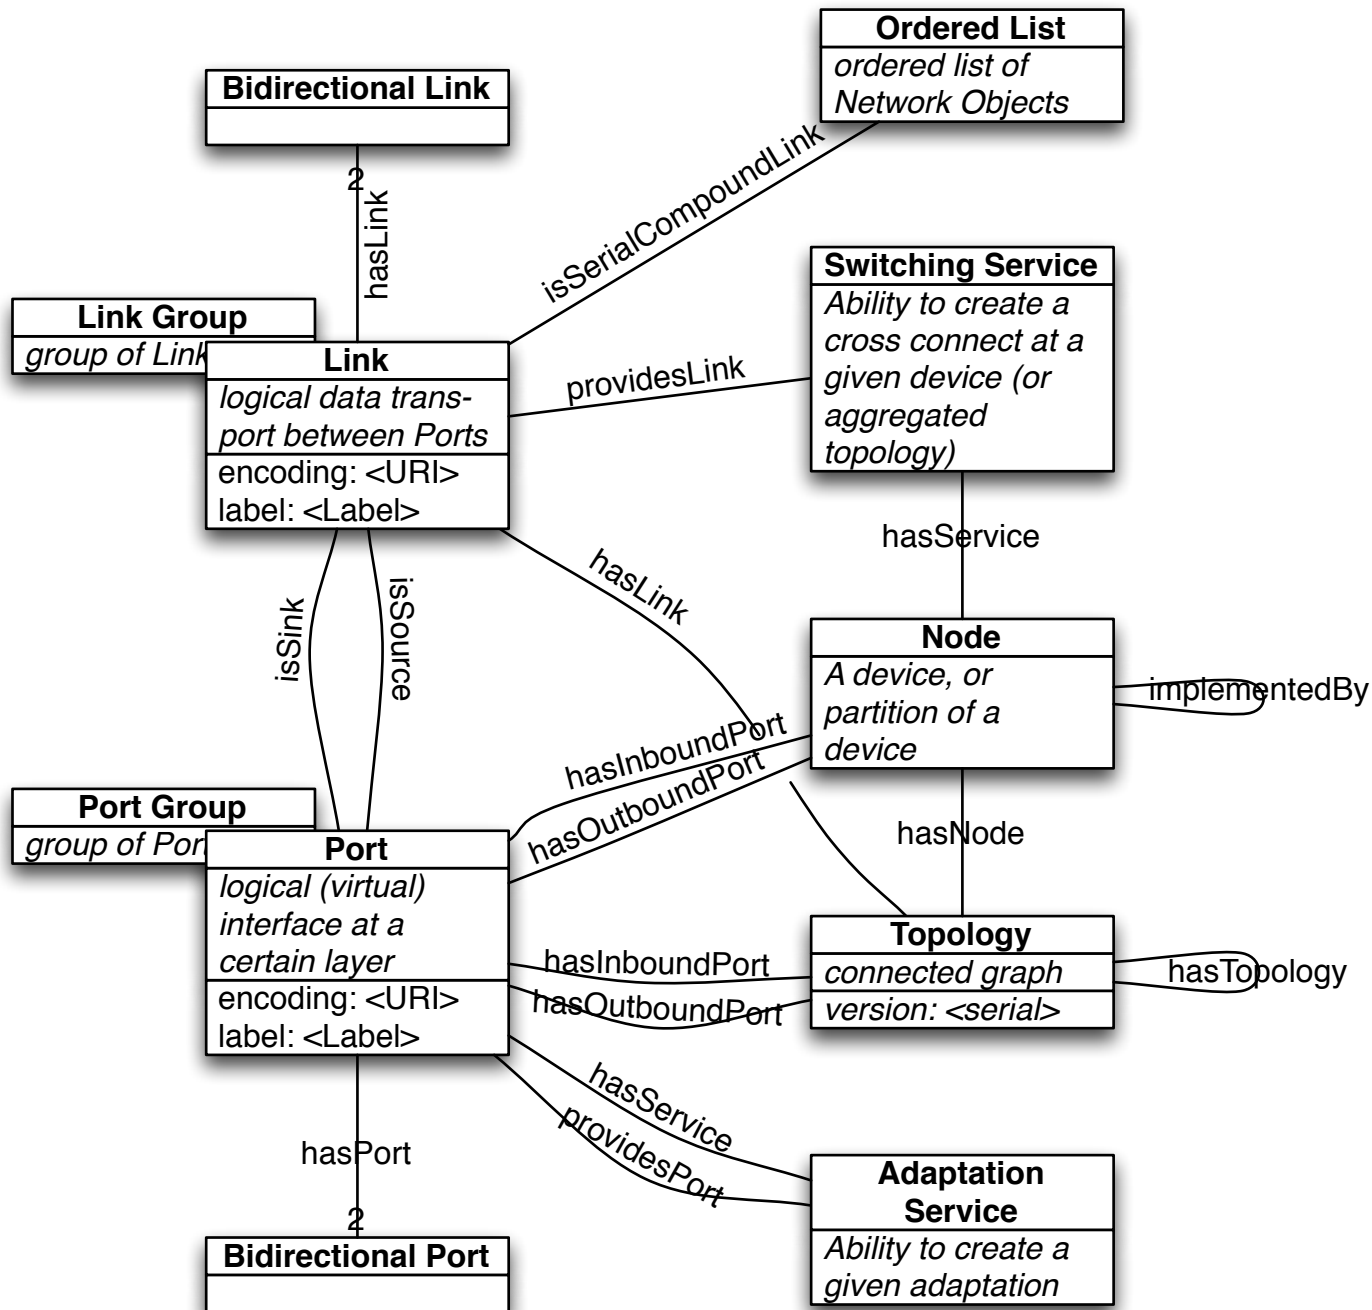 Ordered List
ordered list of
Network Objects
Bidirectional Link
2
hasLink
isSerialCompoundLink
Switching Service
Ability to create a
cross connect at a
given device (or
aggregated
topology)
Link Group
group of Link
Link
logical data trans-
port between Ports
encoding: <URI>
label: <Label>
providesLink
hasService
hasLink
isSink
isSource
Node
A device, or
partition of a
device
implementedBy
hasInboundPort
hasOutboundPort
hasNode
Port Group
group of Por
Port
logical (virtual)
interface at a
certain layer
encoding: <URI>
label: <Label>
Topology
connected graph
version: <serial>
hasTopology
hasInboundPort
hasOutboundPort
hasService
providesPort
hasPort
2
Bidirectional Port
Adaptation
Service
Ability to create a
given adaptation